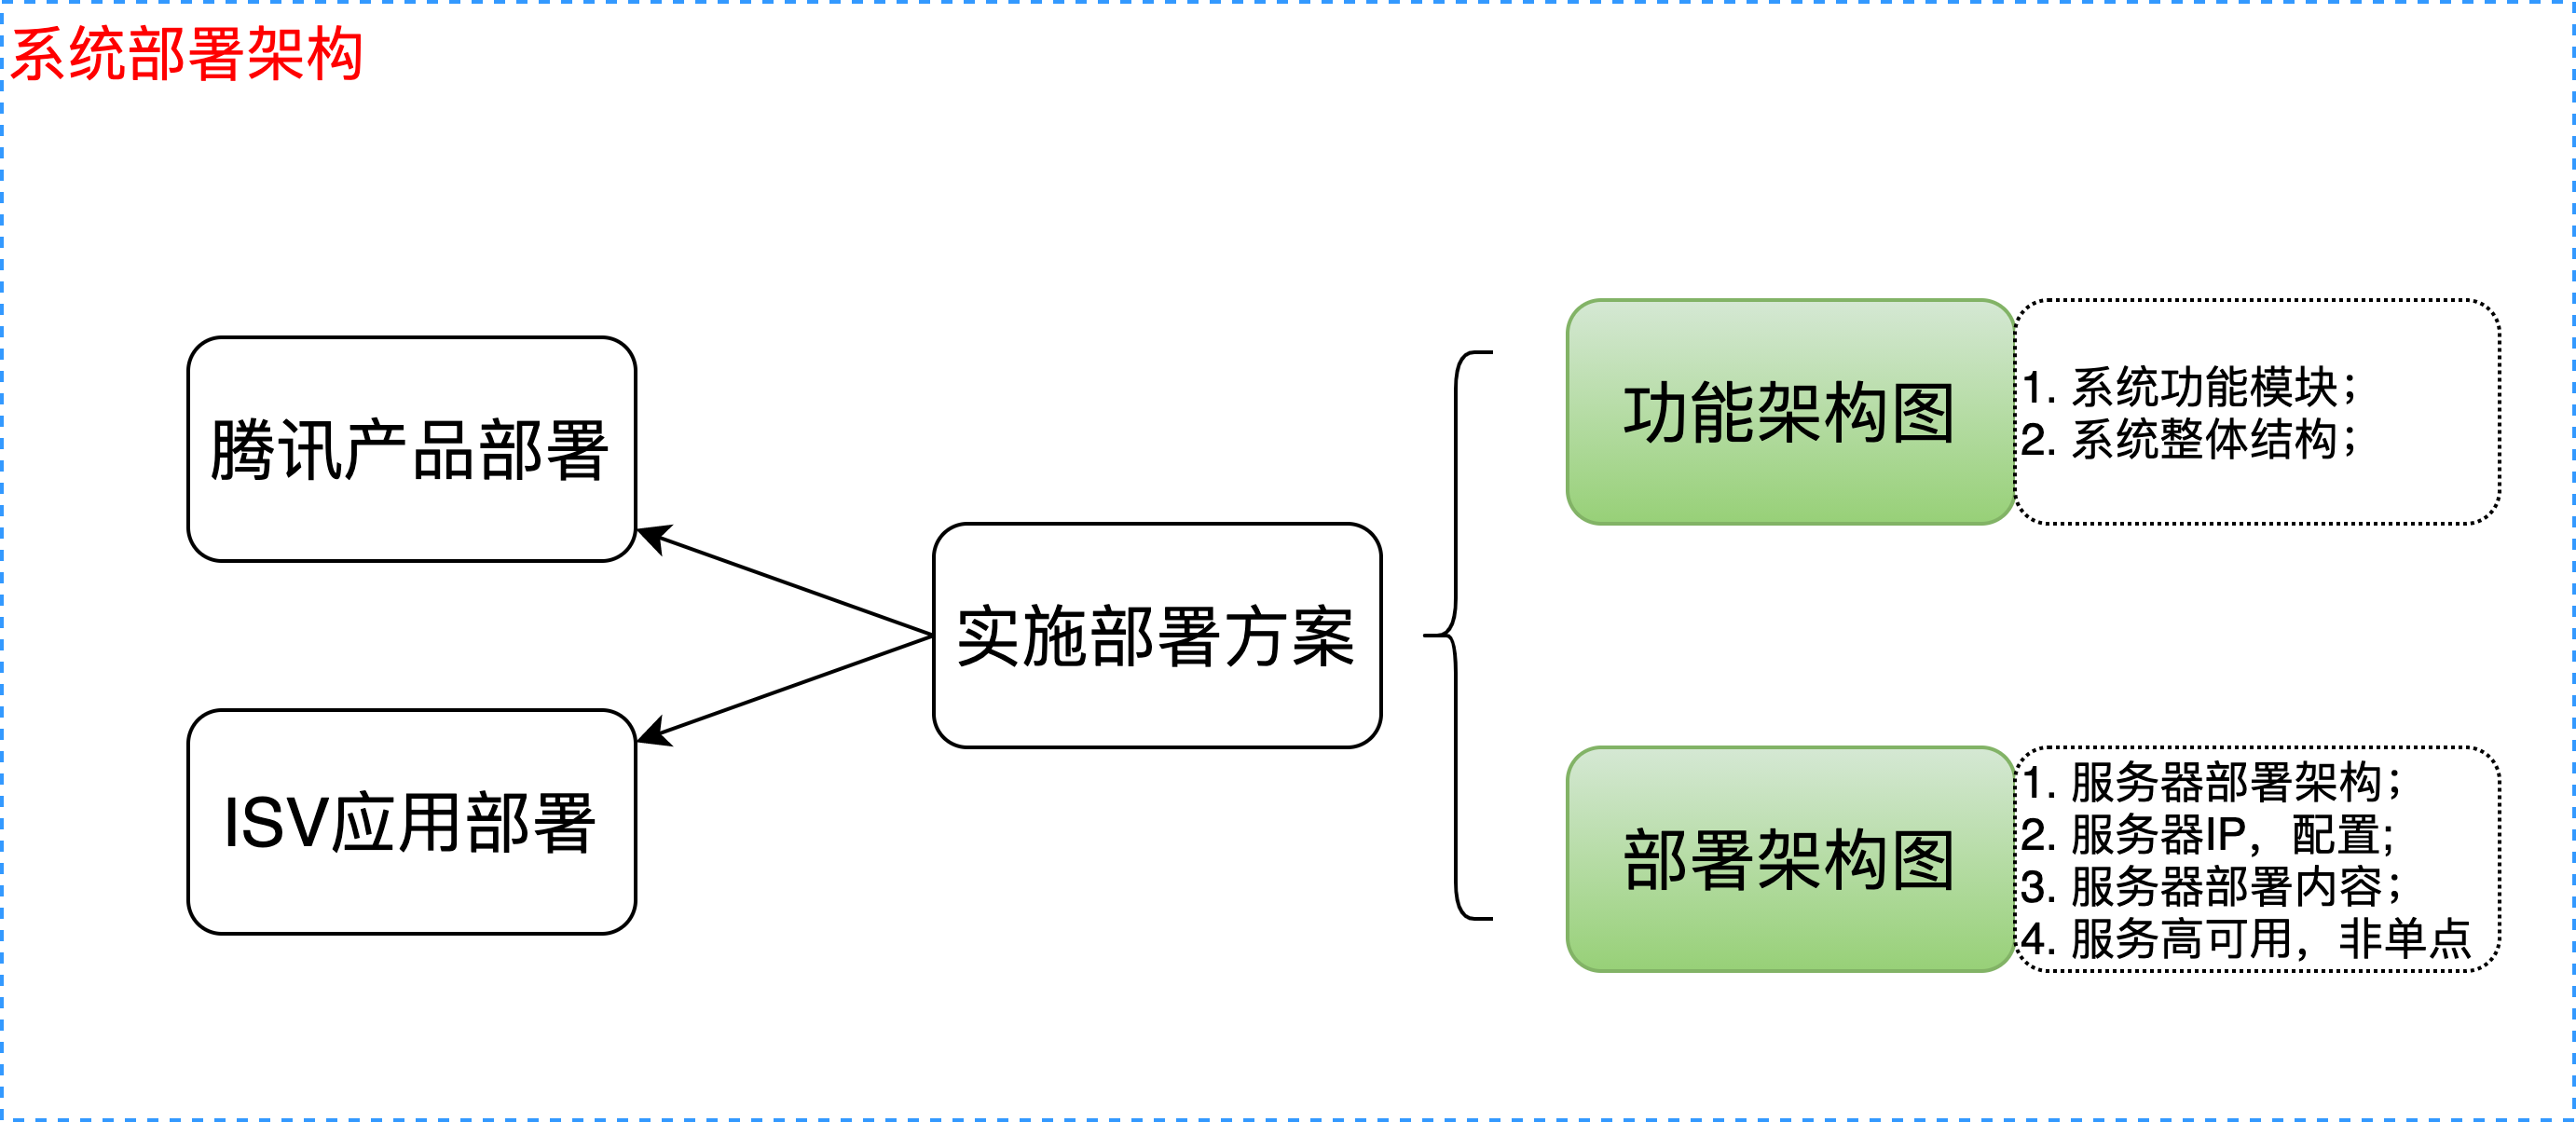 系统部署架构
腾讯产品部署
ISV应用部署
实施部署方案
功能架构图
1. 系统功能模块；
2. 系统整体结构；
部署架构图
1. 服务器部署架构；
2. 服务器IP，配置；
3. 服务器部署内容；
4. 服务高可用，非单点